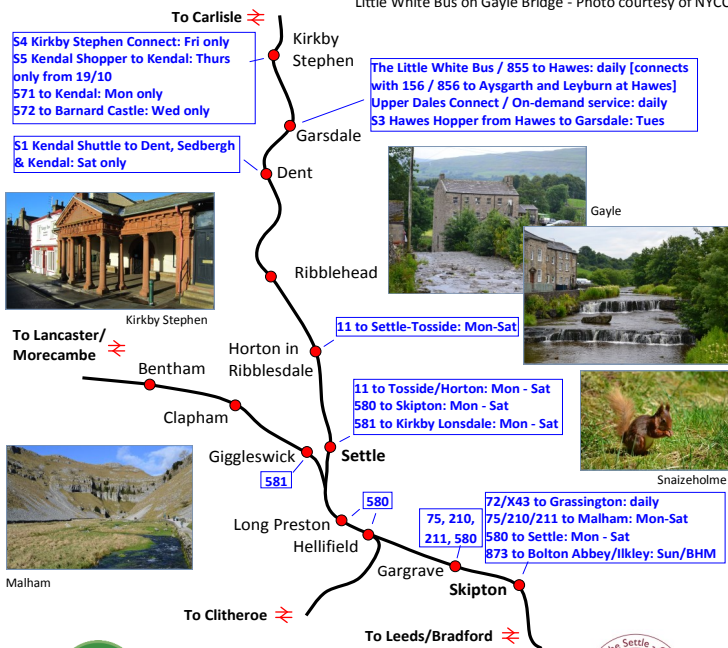 Little White Bus on Gayle Bridge - Photo courtesy of NYCC
To Carlisle
S4 Kirkby Stephen Connect: Fri only
S5 Kendal Shopper to Kendal: Thurs
only from 19/10
571 to Kendal: Mon only
572 to Barnard Castle: Wed only
Kirkby
Stephen
The Little White Bus / 855 to Hawes: daily [connects
with 156 / 856 to Aysgarth and Leyburn at Hawes]
Upper Dales Connect / On-demand service: daily
S3 Hawes Hopper from Hawes to Garsdale: Tues
Garsdale
S1 Kendal Shuttle to Dent, Sedbergh
& Kendal: Sat only
Dent
Gayle
Ribblehead
Kirkby Stephen
To Lancaster/
Morecambe
11 to Settle-Tosside: Mon-Sat
Horton in
Ribblesdale
Bentham
Clapham
11 to Tosside/Horton: Mon - Sat
580 to Skipton: Mon - Sat
581 to Kirkby Lonsdale: Mon - Sat
Giggleswick
Settle
581
Snaizeholme
580
Long Preston
Hellifield
75, 210,
211, 580
72/X43 to Grassington: daily
75/210/211 to Malham: Mon-Sat
580 to Settle: Mon - Sat
873 to Bolton Abbey/Ilkley: Sun/BHM
Gargrave
Skipton
Malham
To Clitheroe
To Leeds/Bradford
the Settle